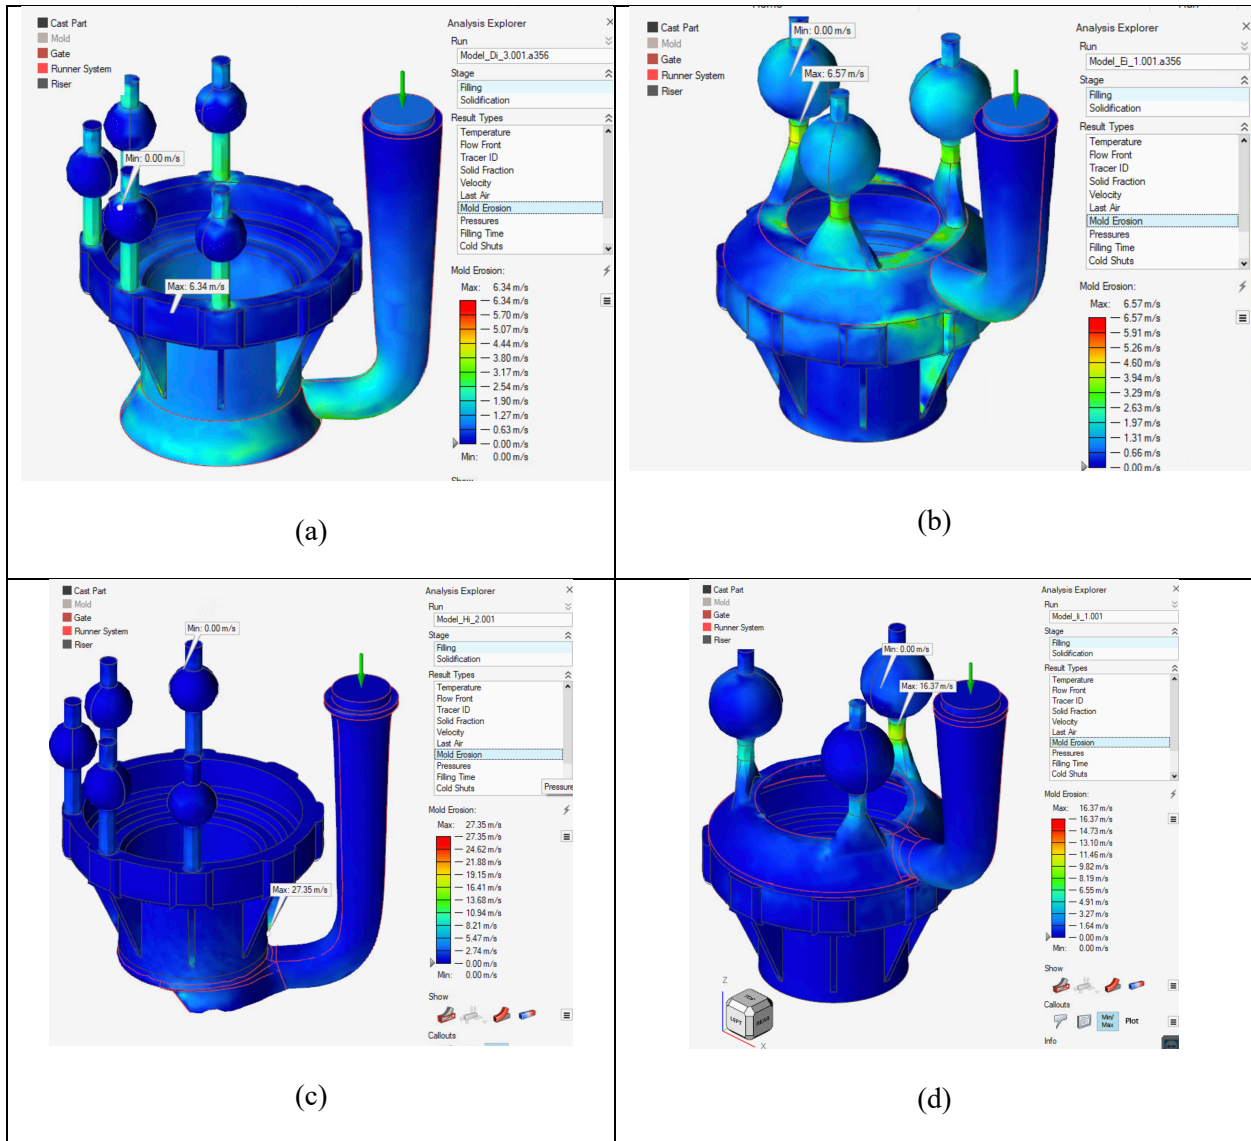 Cast Part
Mold
Gate
Runner System
Riser
Min: 0.00 m/s
Max: 6.34 m/s
Analysis Explorer
Run
Model_Di_3.001.a356
Stage
Filling
Solidification
Result Types
Temperature
Flow Front
Tracer ID
Solid Fraction
Velocity
Last Air
Mold Erosion
Pressures
Filling Time
Cold Shuts
Mold Erosion:
Max: 6.34 m/s
6.34 m/s
5.70 m/s
5.07 m/s
4.44 m/s
3.80 m/s
3.17 m/s
2.54 m/s
1.90 m/s
1.27 m/s
0.63 m/s
0.00 m/s
Min: 0.00 m/s
(a)
Cast Part
Mold
Gate
Runner System
Riser
Min: 0.00 m/s
Max: 6.57 m/s
Analysis Explorer
Run
Model_Ei_1.001.a356
Stage
Filling
Solidification
Result Types
Temperature
Flow Front
Tracer ID
Solid Fraction
Velocity
Last Air
Mold Erosion
Pressures
Filling Time
Cold Shuts
Mold Erosion:
Max: 6.57 m/s
6.57 m/s
5.91 m/s
5.26 m/s
4.60 m/s
3.94 m/s
3.29 m/s
2.63 m/s
1.97 m/s
1.31 m/s
0.66 m/s
0.00 m/s
(b)
Cast Part
Mold
Gate
Runner System
Riser
Min: 0.00 m/s
Max: 27.35 m/s
Analysis Explorer
Run
Model_Hi_2.001
Stage
Filling
Solidification
Result Types
Temperature
Flow Front
Tracer ID
Solid Fraction
Velocity
Last Air
Mold Erosion
Pressures
Filling Time
Cold Shuts
Pressure
Mold Erosion:
Max: 27.35 m/s
27.35 m/s
24.62 m/s
21.88 m/s
19.15 m/s
16.41 m/s
13.68 m/s
10.94 m/s
8.21 m/s
5.47 m/s
2.74 m/s
0.00 m/s
Min: 0.00 m/s
Show
Callouts
(c)
Cast Part
Mold
Gate
Runner System
Riser
Min: 0.00 m/s
Max: 16.37 m/s
Z
TOP
LEFT
REAR
X
Analysis Explorer
Run
Model_Ii_1.001
Stage
Filling
Solidification
Result Types
Temperature
Flow Front
Tracer ID
Solid Fraction
Velocity
Last Air
Mold Erosion
Pressures
Filling Time
Cold Shuts
Mold Erosion:
Max: 16.37 m/s
16.37 m/s
14.73 m/s
13.10 m/s
11.46 m/s
9.82 m/s
8.19 m/s
6.55 m/s
4.91 m/s
3.27 m/s
1.64 m/s
0.00 m/s
Min: 0.00 m/s
Show
Callouts
Min/
Max
Plot
Info
(d)